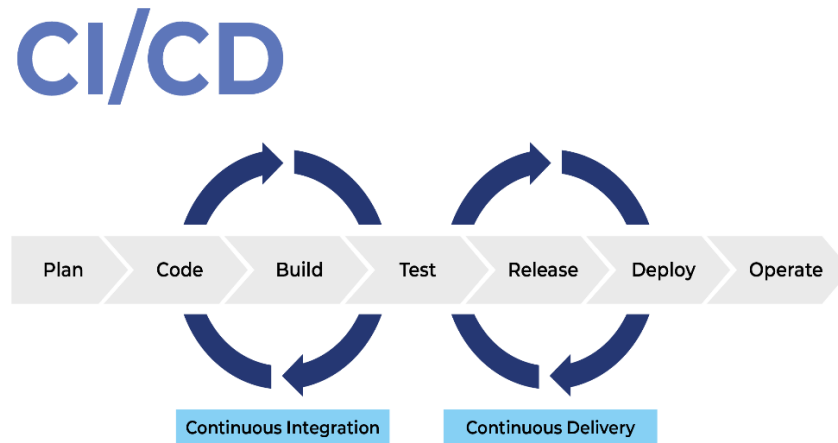 CI/CD
Plan Code Build Test Release Deploy Operate
Continuous Integration Continuous Delivery